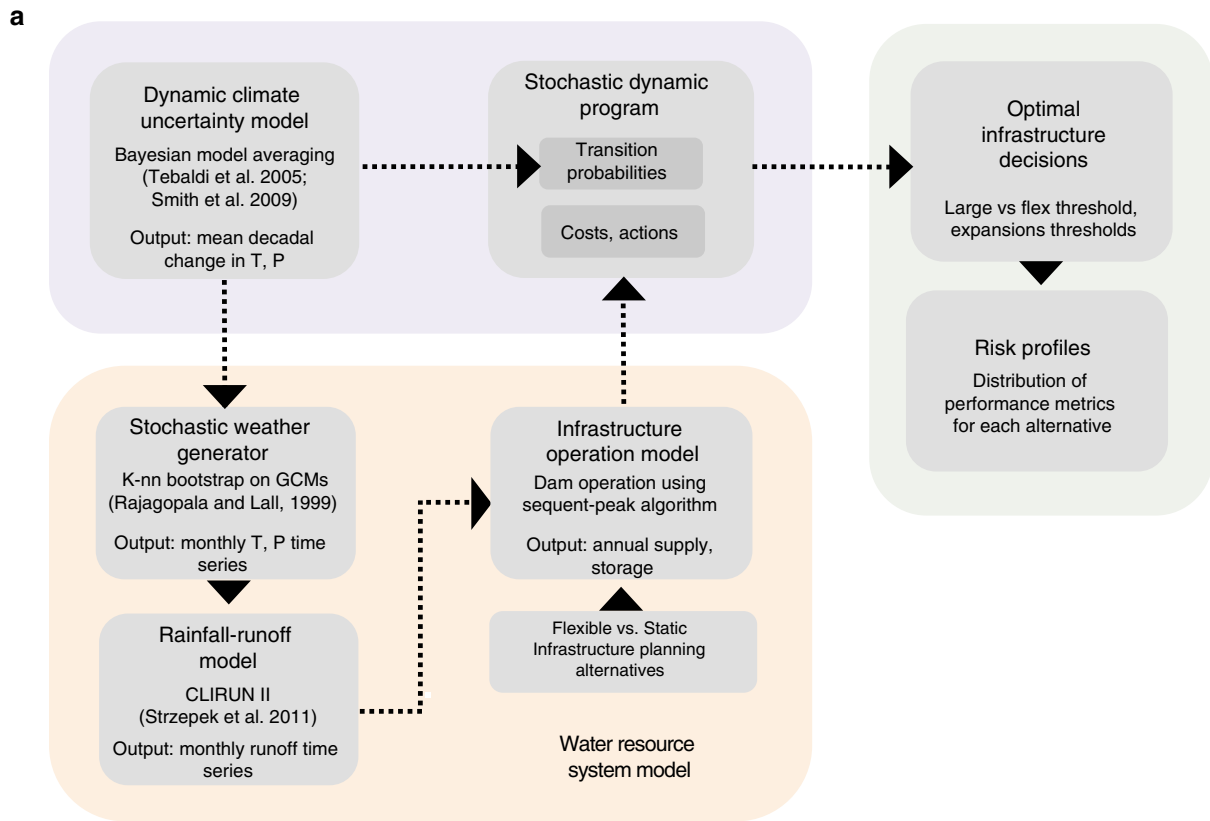 a
Dynamic climate
uncertainty model
Bayesian model averaging
(Tebaldi et al. 2005;
Smith et al. 2009)
Output: mean decadal
change in T, P
Stochastic dynamic
program
Transition
probabilities
Costs, actions
Optimal
infrastructure
decisions
Large vs flex threshold,
expansions thresholds
Risk profiles
Distribution of
performance metrics
for each alternative
Stochastic weather
generator
K-nn bootstrap on GCMs
(Rajagopala and Lall, 1999)
Output: monthly T, P time
series
Rainfall-runoff
model
CLIRUN II
(Strzepek et al. 2011)
Output: monthly runoff time
series
Infrastructure
operation model
Dam operation using
sequent-peak algorithm
Output: annual supply,
storage
Flexible vs. Static
Infrastructure planning
alternatives
Water resource
system model